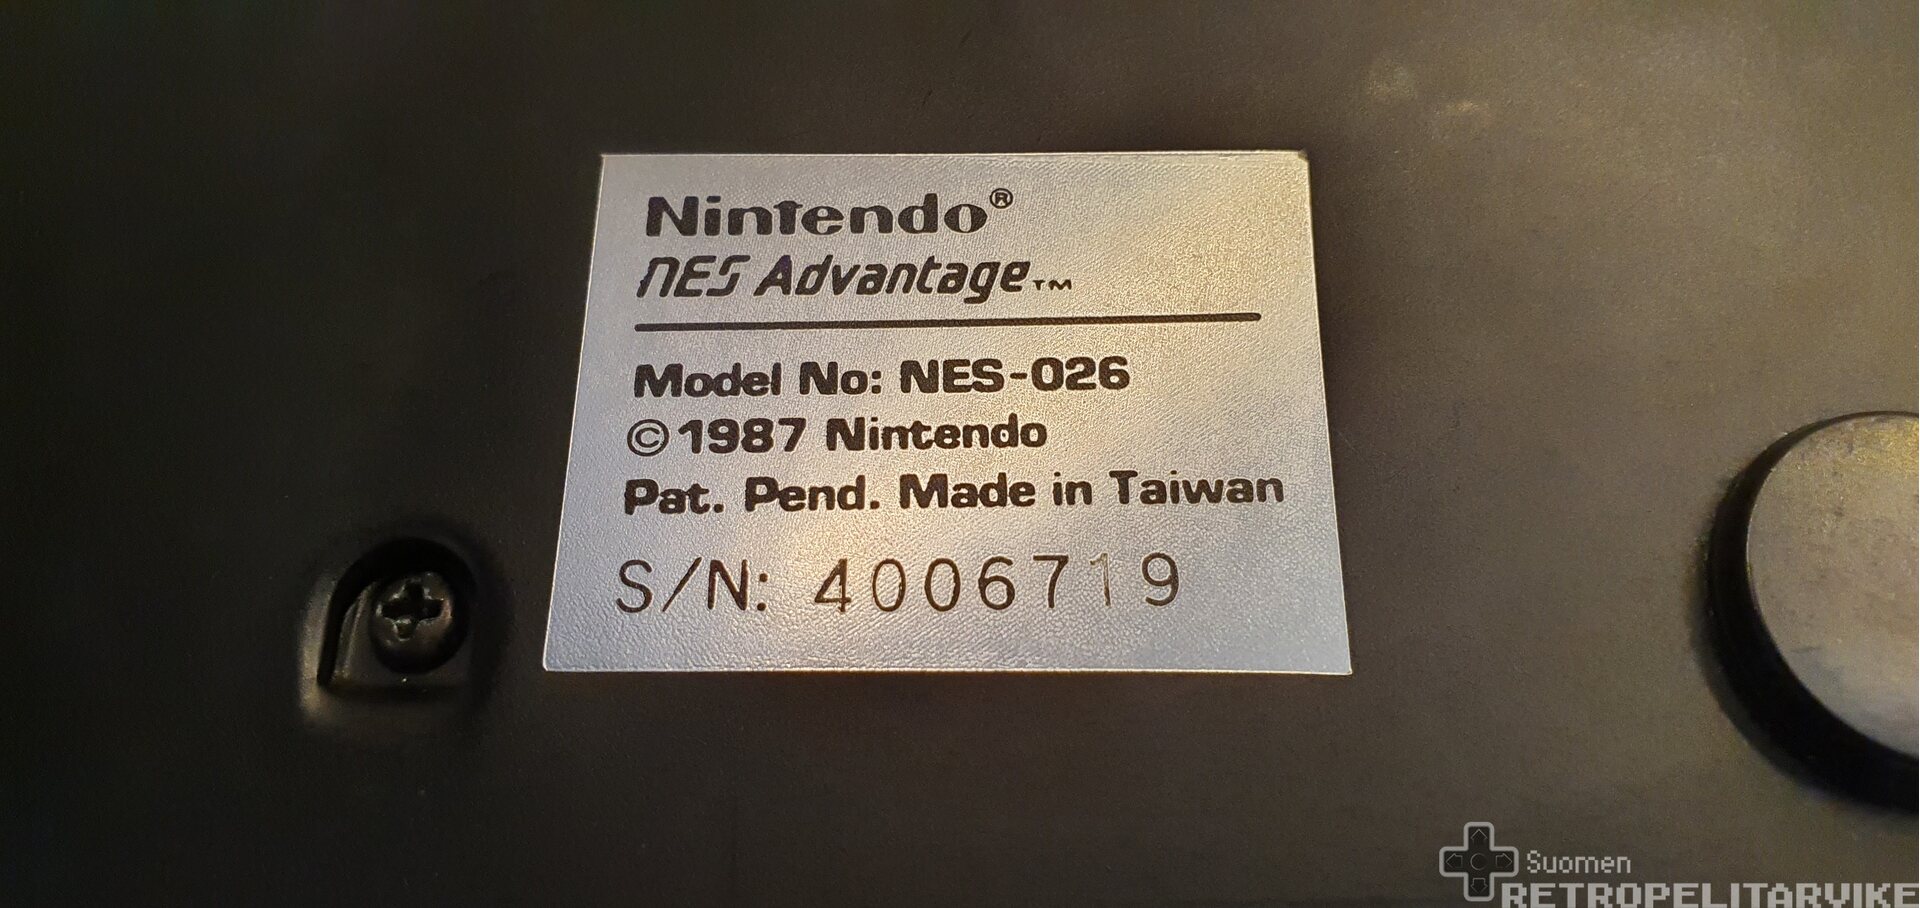 Nintendo®
NES Advantage™
Model No: NES-026
©1987 Nintendo
Pat. Pend. Made in Taiwan
S/N: 4006719
Suomen
RETROPELITARVIKE